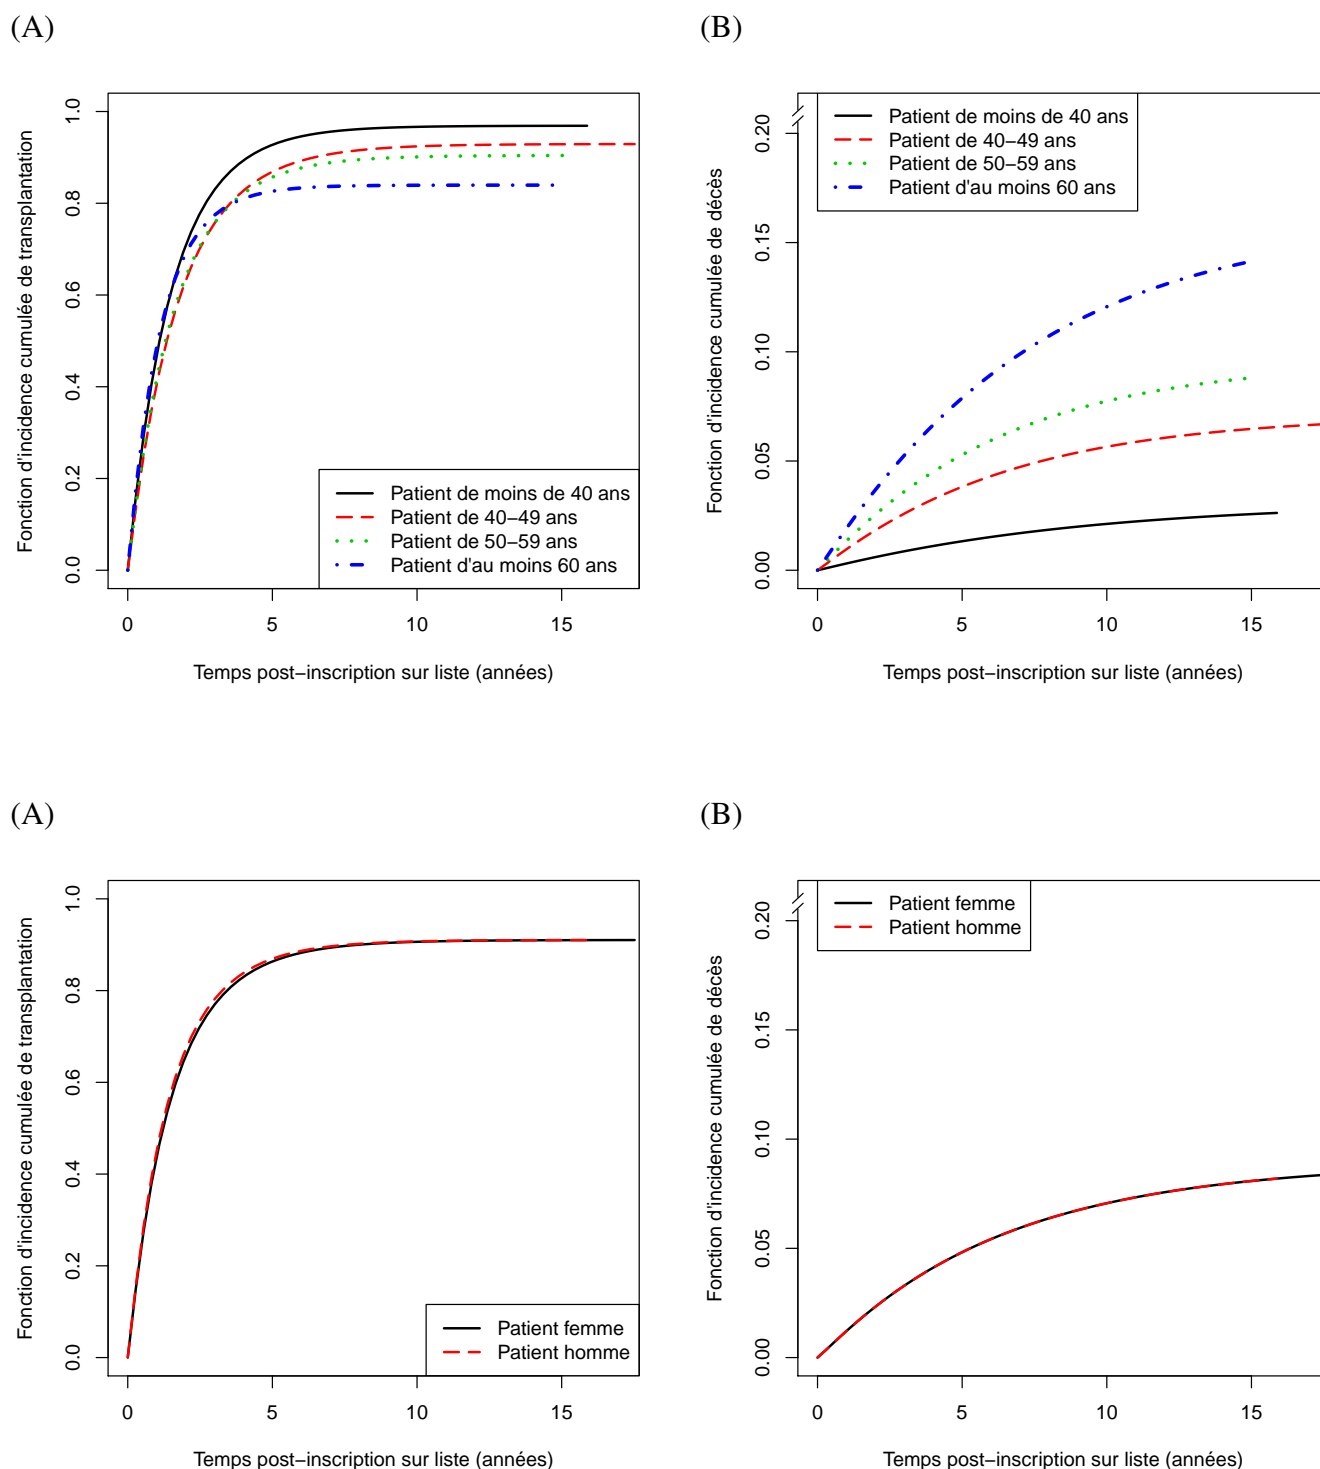 (A)
(B)
Fonction d'incidence cumulée de transplantation
1.0
0.8
0.6
0.4
0.2
0.0
Patient de moins de 40 ans
Patient de 40–49 ans
Patient de 50–59 ans
Patient d'au moins 60 ans
0 5 10 15
Temps post–inscription sur liste (années)
Fonction d'incidence cumulée de décès
0.20
0.15
0.10
0.05
0.00
Patient de moins de 40 ans
Patient de 40–49 ans
Patient de 50–59 ans
Patient d'au moins 60 ans
0 5 10 15
Temps post–inscription sur liste (années)
(A)
(B)
Fonction d'incidence cumulée de transplantation
1.0
0.8
0.6
0.4
0.2
0.0
Patient femme
Patient homme
0 5 10 15
Temps post–inscription sur liste (années)
Fonction d'incidence cumulée de décès
0.20
0.15
0.10
0.05
0.00
Patient femme
Patient homme
0 5 10 15
Temps post–inscription sur liste (années)